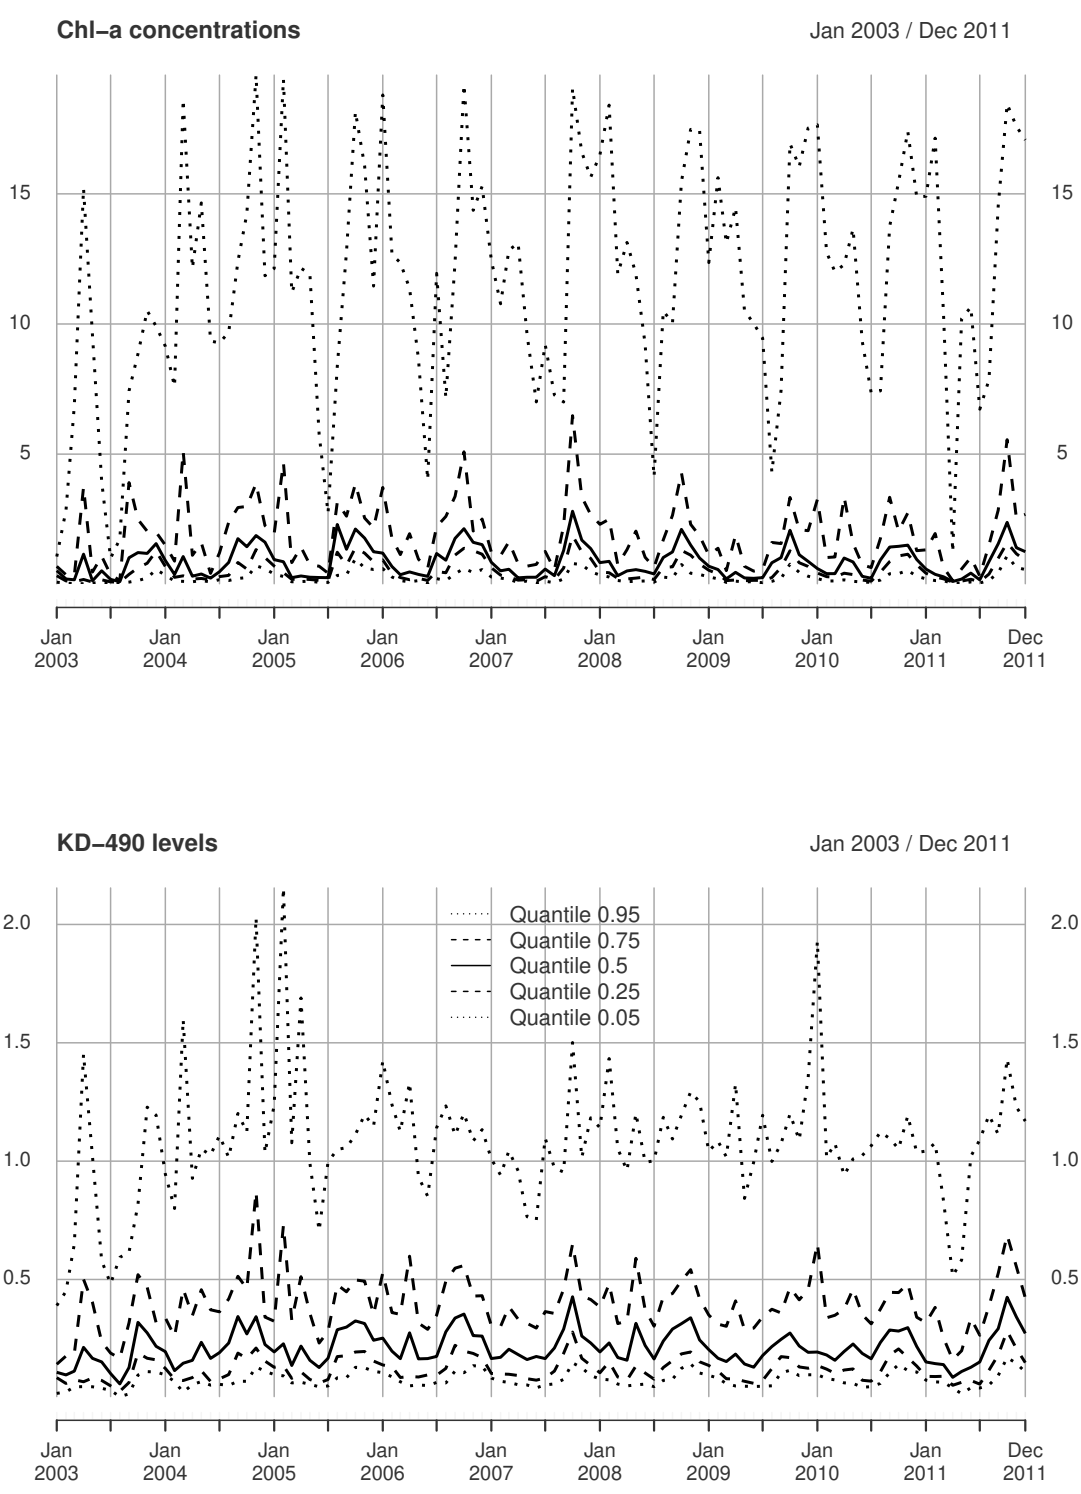 Chl−a concentrations Jan 2003 / Dec 2011
15 15
10 10
5 5
Jan Jan Jan Jan Jan Jan Jan Jan Jan Dec
2003 2004 2005 2006 2007 2008 2009 2010 2011 2011
KD−490 levels Jan 2003 / Dec 2011
2.0 2.0
Quantile 0.95
Quantile 0.75
Quantile 0.5
Quantile 0.25
Quantile 0.05
1.5 1.5
1.0 1.0
0.5 0.5
Jan Jan Jan Jan Jan Jan Jan Jan Jan Dec
2003 2004 2005 2006 2007 2008 2009 2010 2011 2011